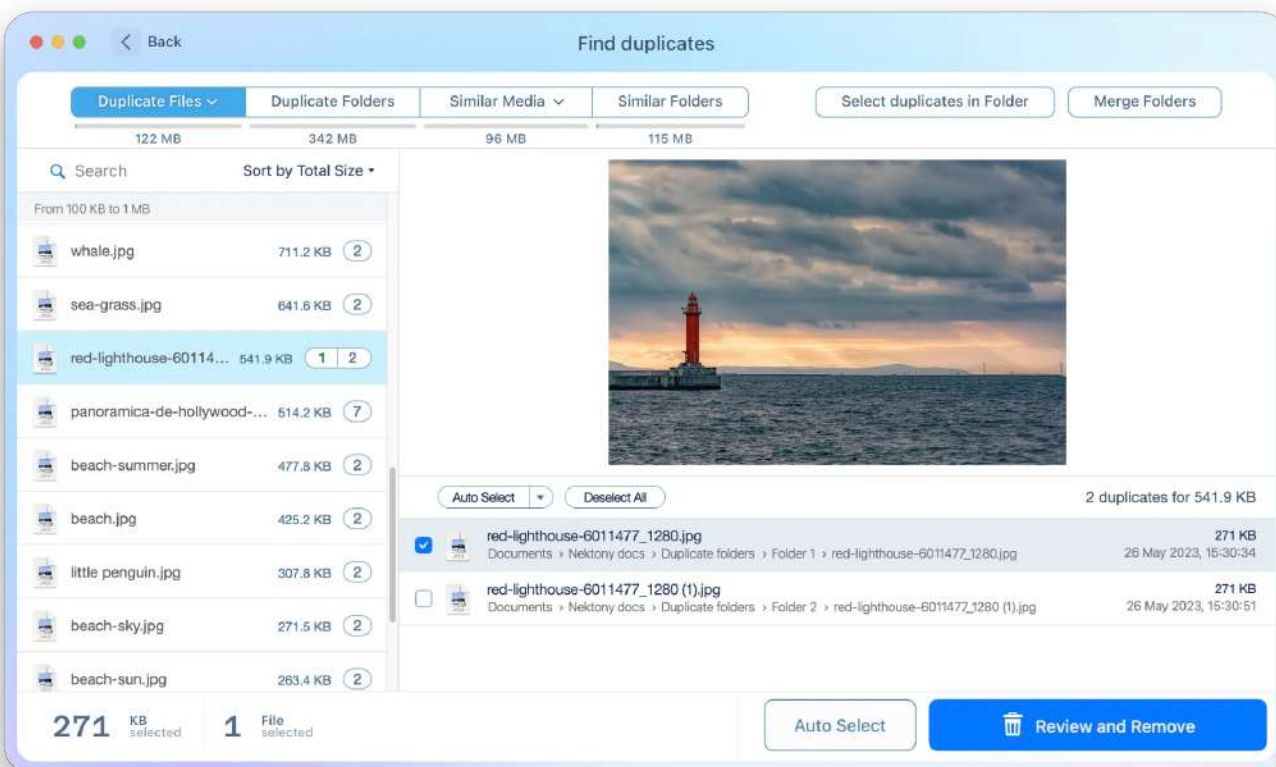 Back
Find duplicates
Duplicate Files
Duplicate Folders
Similar Media
Similar Folders
Select duplicates in Folder
Merge Folders
122 MB
342 MB
96 MB
115 MB
Search
Sort by Total Size
From 100 KB to 1 MB
whale.jpg 711.2 KB 2
sea-grass.jpg 641.6 KB 2
red-lighthouse-60114... 541.9 KB 1 2
panoramica-de-hollywood-... 514.2 KB 7
beach-summer.jpg 477.8 KB 2
beach.jpg 425.2 KB 2
little penguin.jpg 307.8 KB 2
beach-sky.jpg 271.5 KB 2
beach-sun.jpg 263.4 KB 2
Auto Select
Deselect All
2 duplicates for 541.9 KB
red-lighthouse-6011477_1280.jpg 271 KB
Documents › Nektony docs › Duplicate folders › Folder 1 › red-lighthouse-6011477_1280.jpg 26 May 2023, 15:30:34
red-lighthouse-6011477_1280 (1).jpg 271 KB
Documents › Nektony docs › Duplicate folders › Folder 2 › red-lighthouse-6011477_1280 (1).jpg 26 May 2023, 15:30:51
271 KB selected
1 File selected
Auto Select
Review and Remove